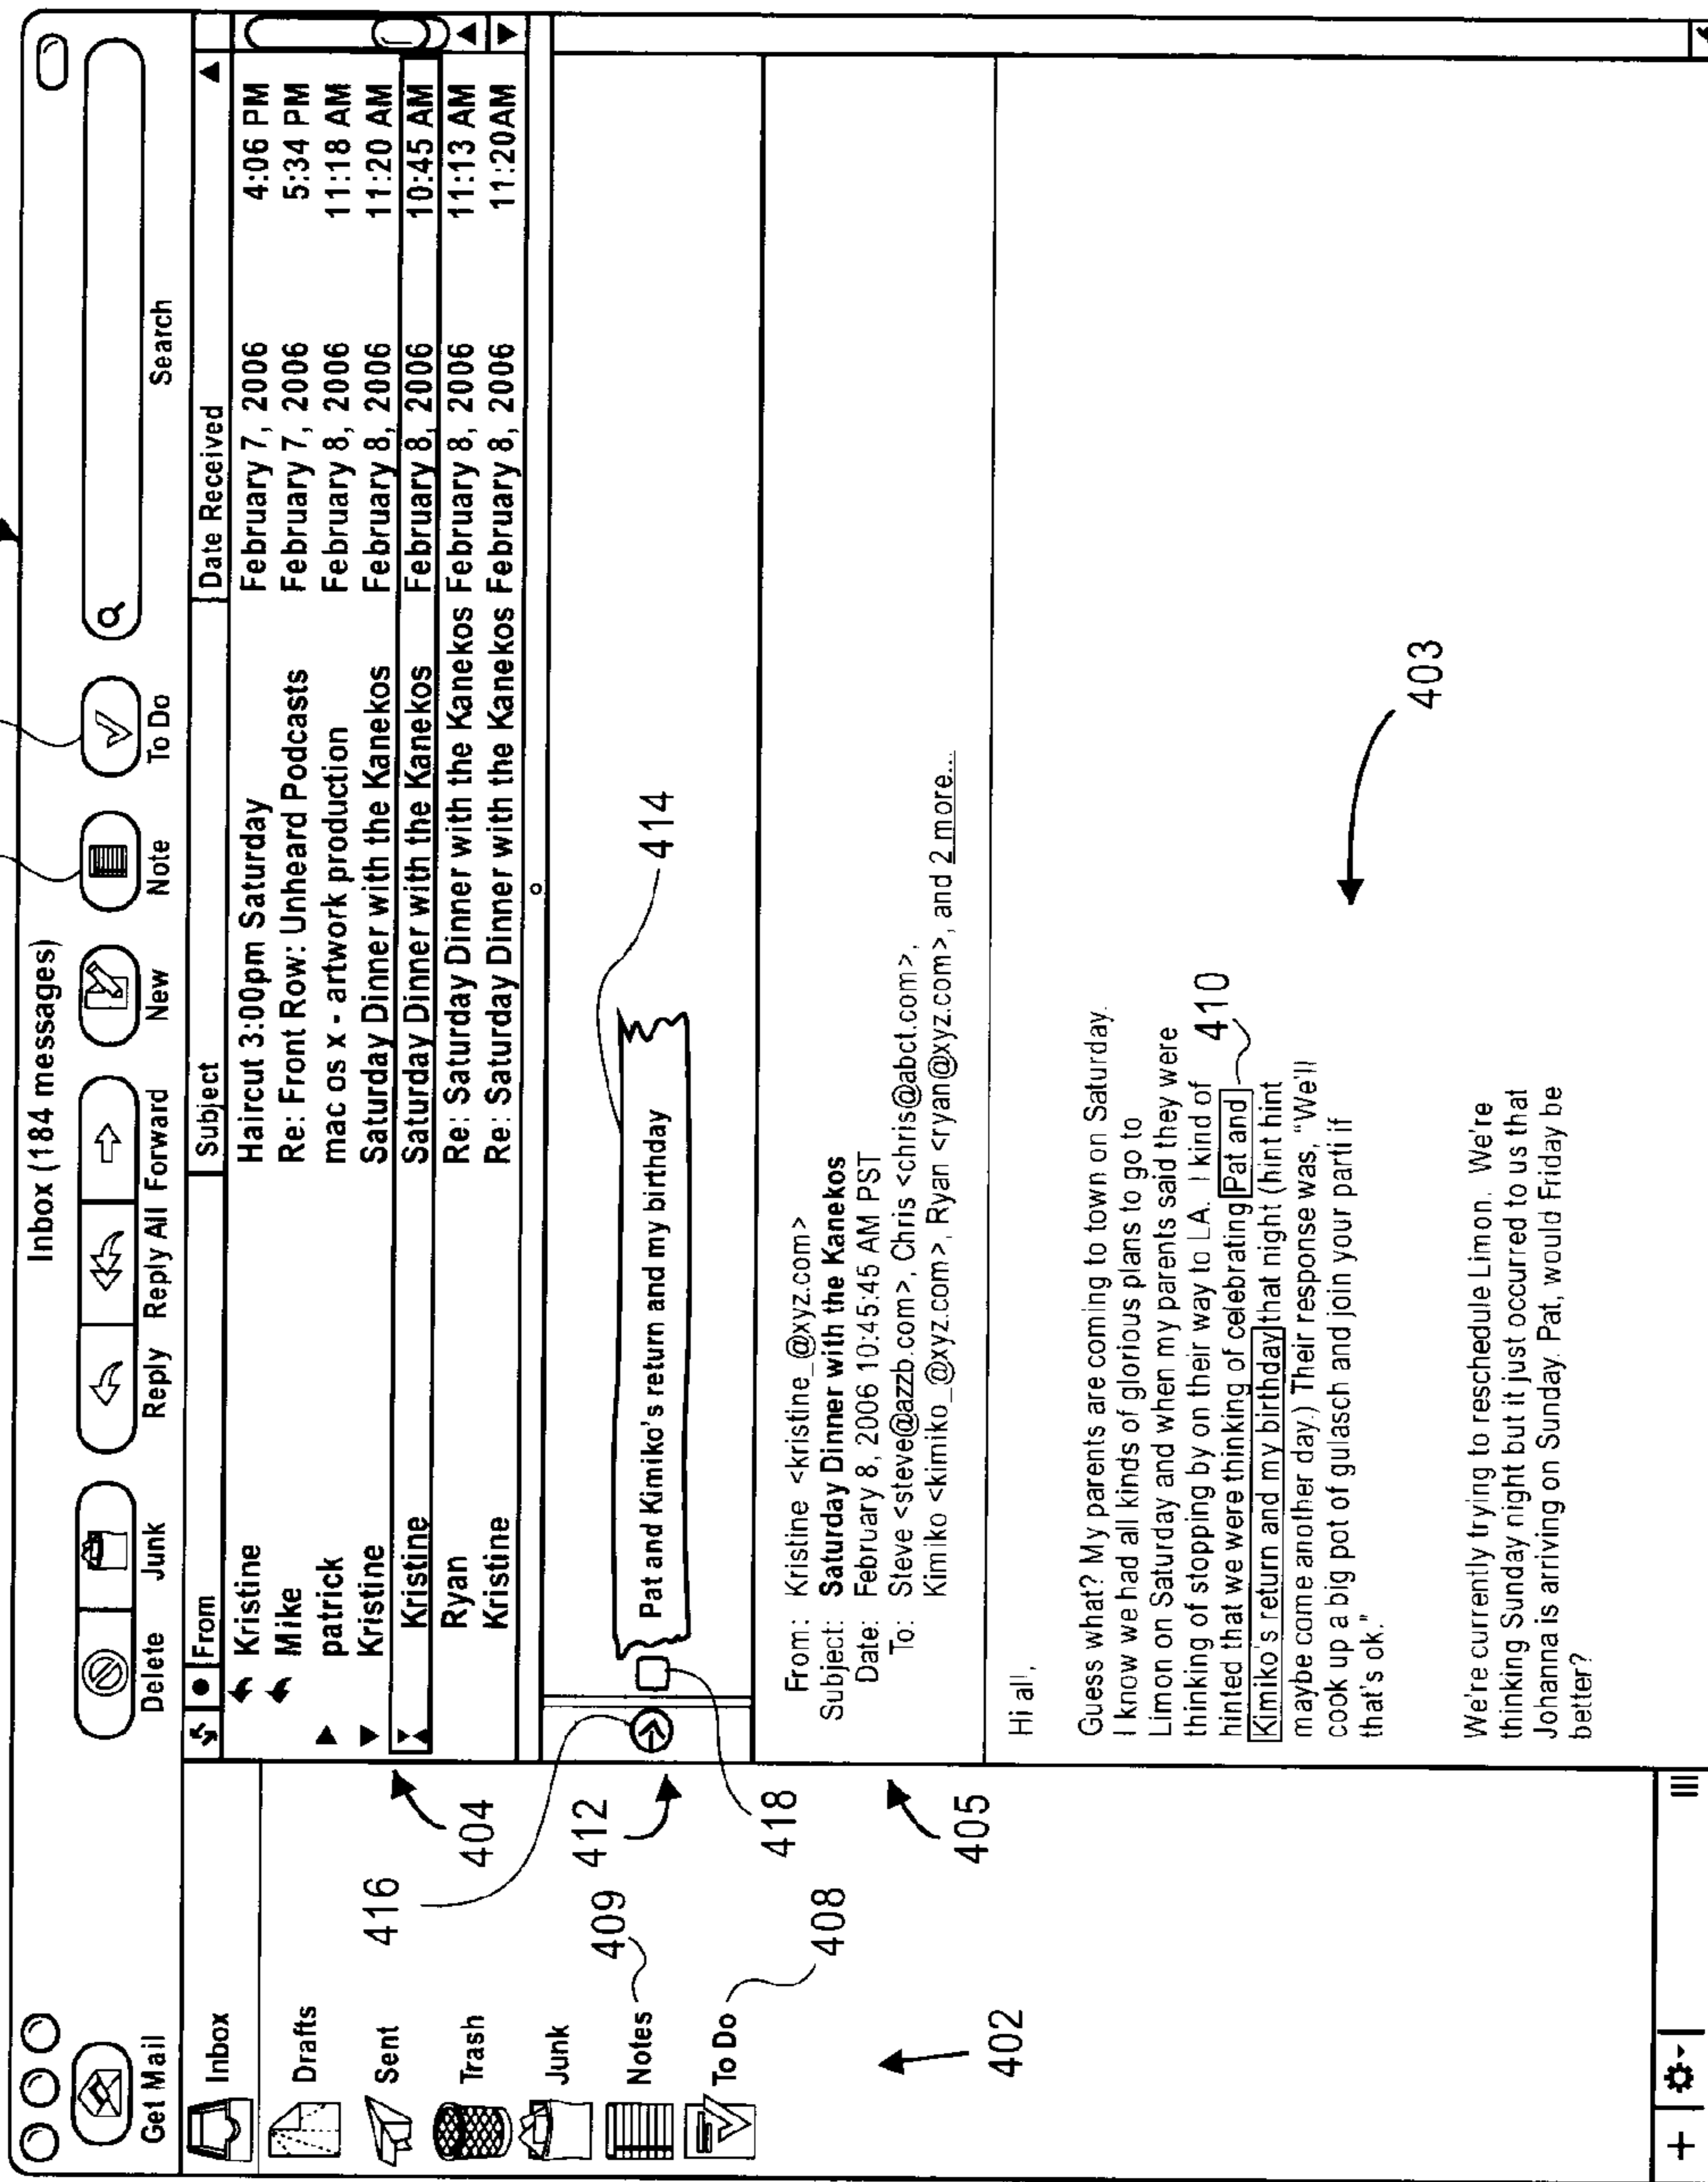 Inbox (184 messages)
Get Mail
Delete Junk
Reply Reply All Forward
New
Note
To Do
Search
From Subject Date Received
Kristine Haircut 3:00pm Saturday February 7, 2006 4:06 PM
Mike Re: Front Row: Unheard Podcasts February 7, 2006 5:34 PM
patrick mac os x - artwork production February 8, 2006 11:18 AM
Kristine Saturday Dinner with the Kanekos February 8, 2006 11:20 AM
Kristine Saturday Dinner with the Kanekos February 8, 2006 10:45 AM
Ryan Re: Saturday Dinner with the Kanekos February 8, 2006 11:13 AM
Kristine Re: Saturday Dinner with the Kanekos February 8, 2006 11:20AM
Inbox
Drafts
Sent
Trash
Junk
Notes
To Do
404
416
412
409
418
408
405
402
414
Pat and Kimiko's return and my birthday
From: Kristine <kristine_@xyz.com>
Subject: Saturday Dinner with the Kanekos
Date: February 8, 2006 10:45:45 AM PST
To: Steve <steve@azzb.com>, Chris <chris@abct.com>,
Kimiko <kimiko_@xyz.com>, Ryan <ryan@xyz.com>, and 2 more...
Hi all,
Guess what? My parents are coming to town on Saturday.
I know we had all kinds of glorious plans to go to
Limon on Saturday and when my parents said they were
thinking of stopping by on their way to LA. I kind of
hinted that we were thinking of celebrating Pat and
Kimiko's return and my birthday that night (hint hint
maybe come another day.) Their response was, "We'll
cook up a big pot of gulasch and join your parti if
that's ok."
410
403
We're currently trying to reschedule Limon. We're
thinking Sunday night but it just occurred to us that
Johanna is arriving on Sunday. Pat, would Friday be
better?